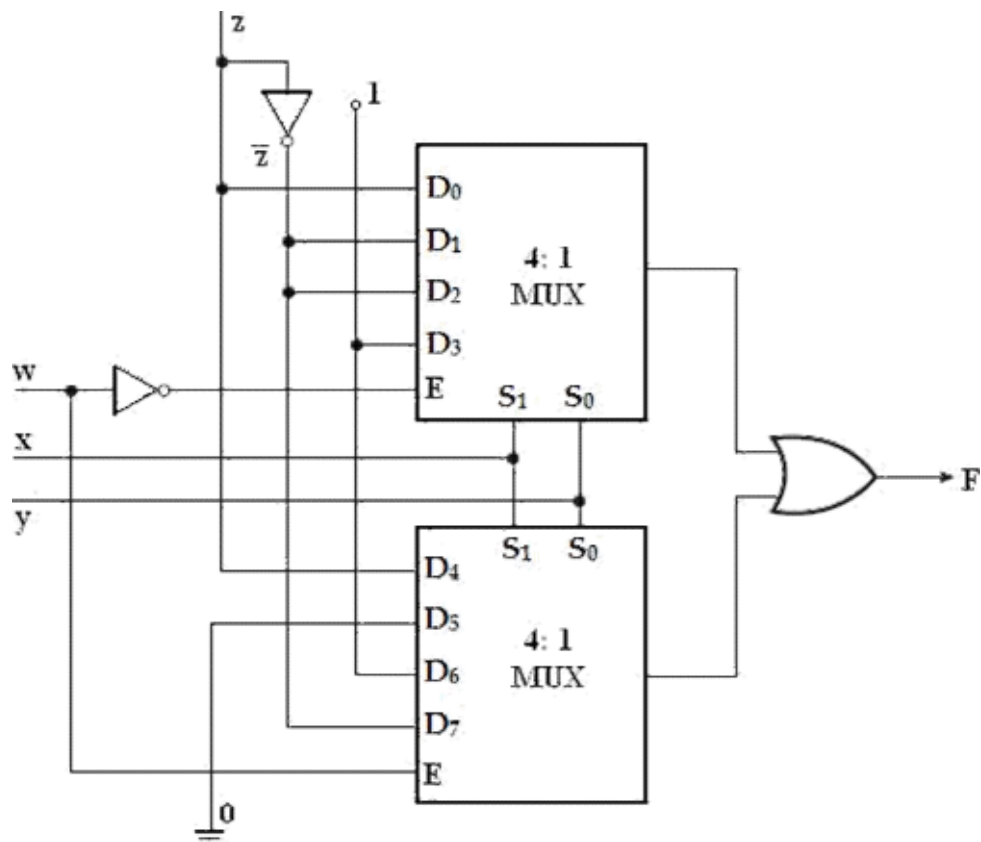 z
1
z̅
D₀
D₁
4: 1
MUX
D₂
D₃
w
E
S₁ S₀
x
y
F
S₁ S₀
D₄
D₅
4: 1
MUX
D₆
D₇
E
0